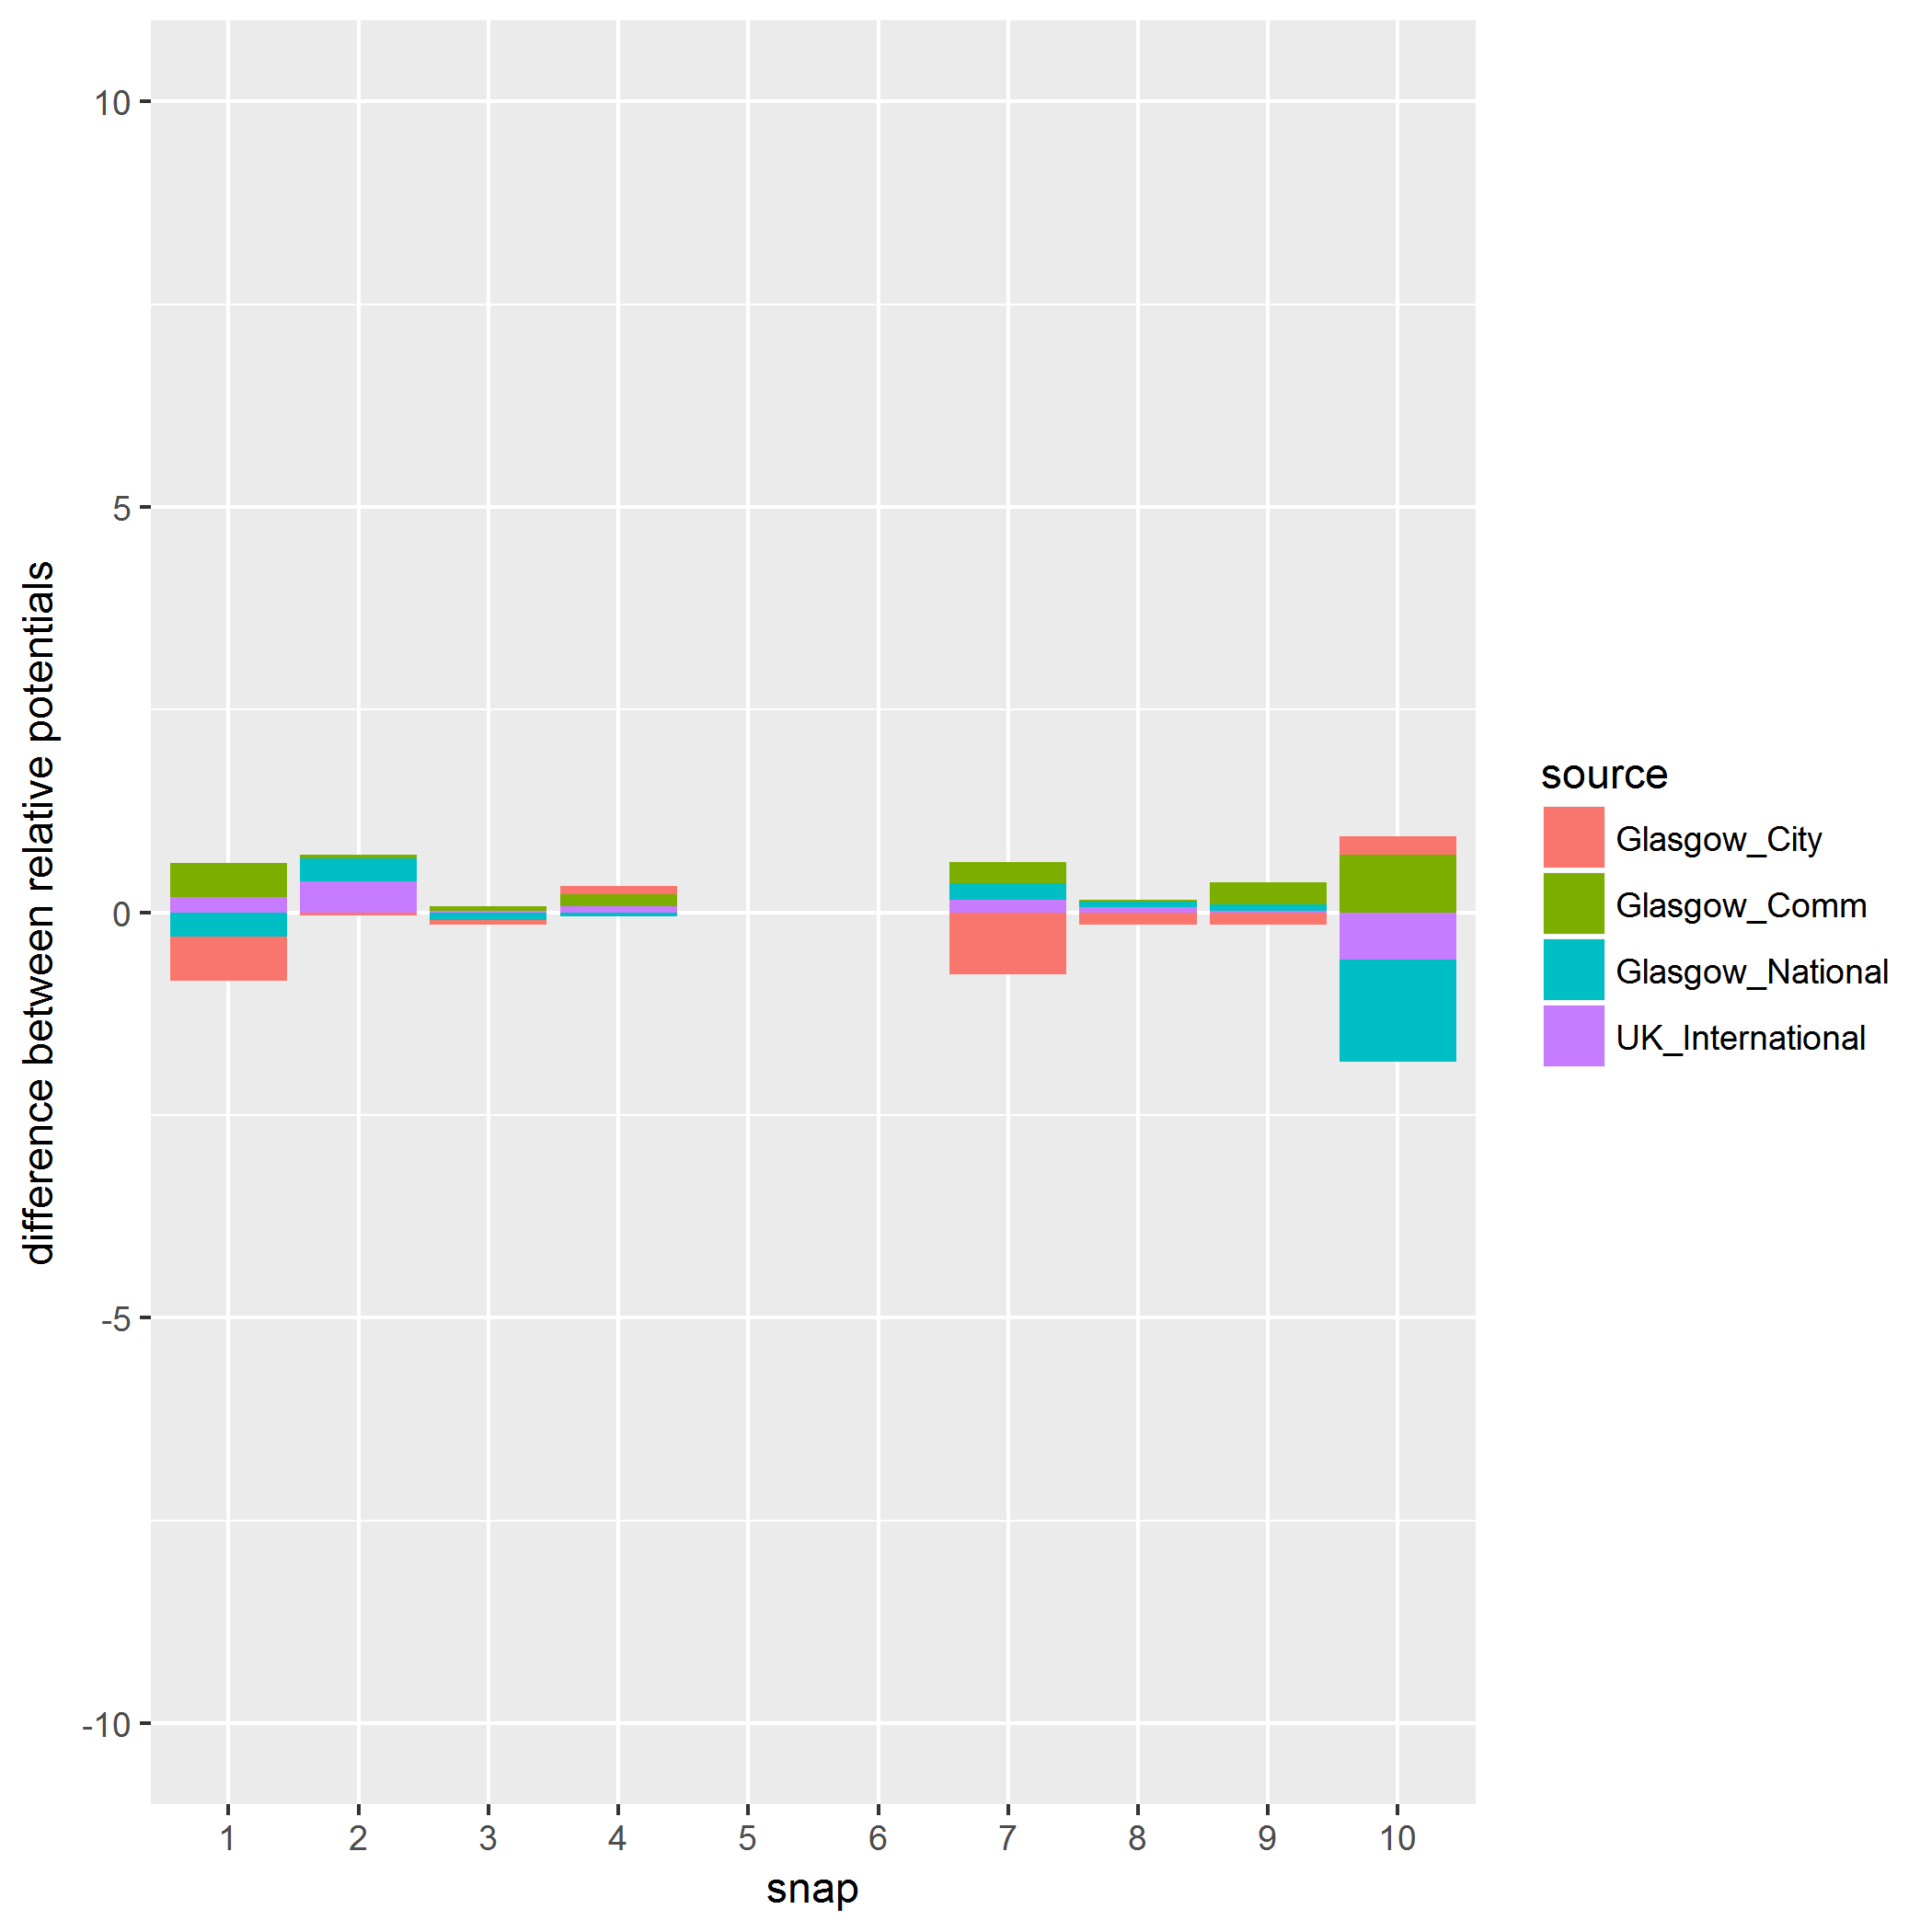 10
5
0
-5
-10
difference between relative potentials
1 2 3 4 5 6 7 8 9 10
snap
source
Glasgow_City
Glasgow_Comm
Glasgow_National
UK_International